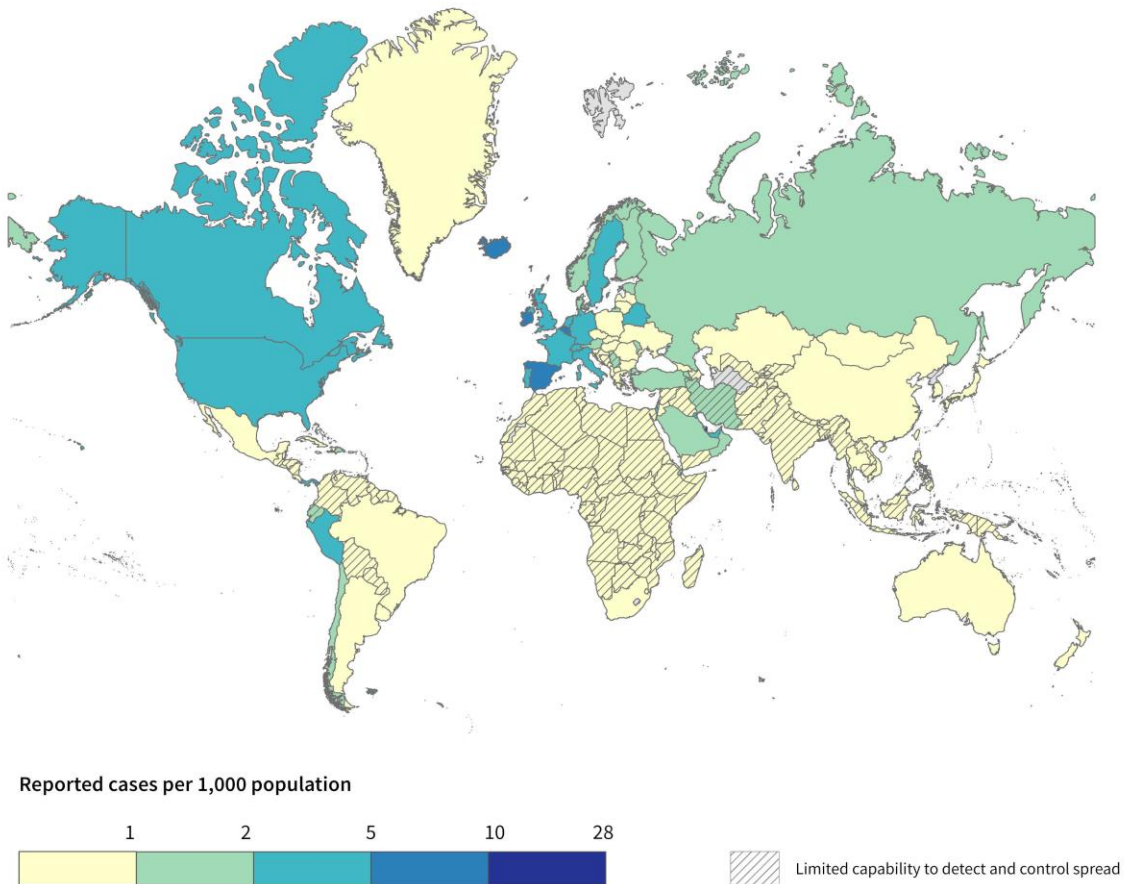 Reported cases per 1,000 population
1 2 5 10 28
Limited capability to detect and control spread